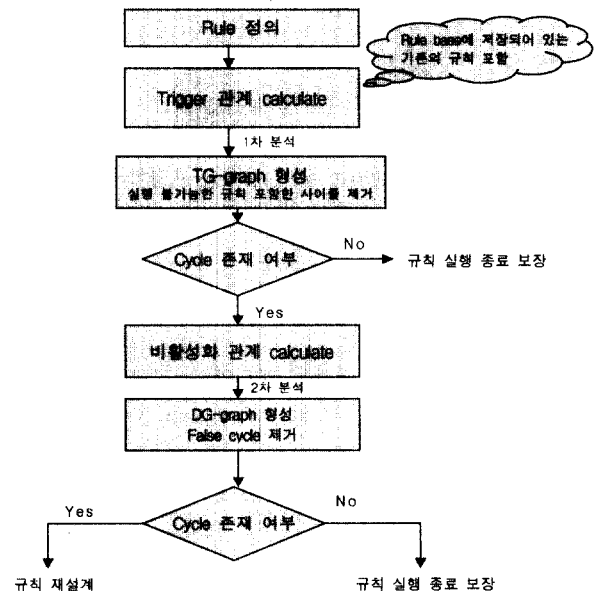 Rule 정의
Rule base에 저장되어 있는
기존의 규칙 포함
Trigger 관계 calculate
1차 분석
TG-graph 형성
실행 불가능한 규칙 포함한 사이클 제거
Cycle 존재 여부
No
규칙 실행 종료 보장
Yes
비활성화 관계 calculate
2차 분석
DG-graph 형성
False cycle 제거
Cycle 존재 여부
Yes
No
규칙 재설계
규칙 실행 종료 보장